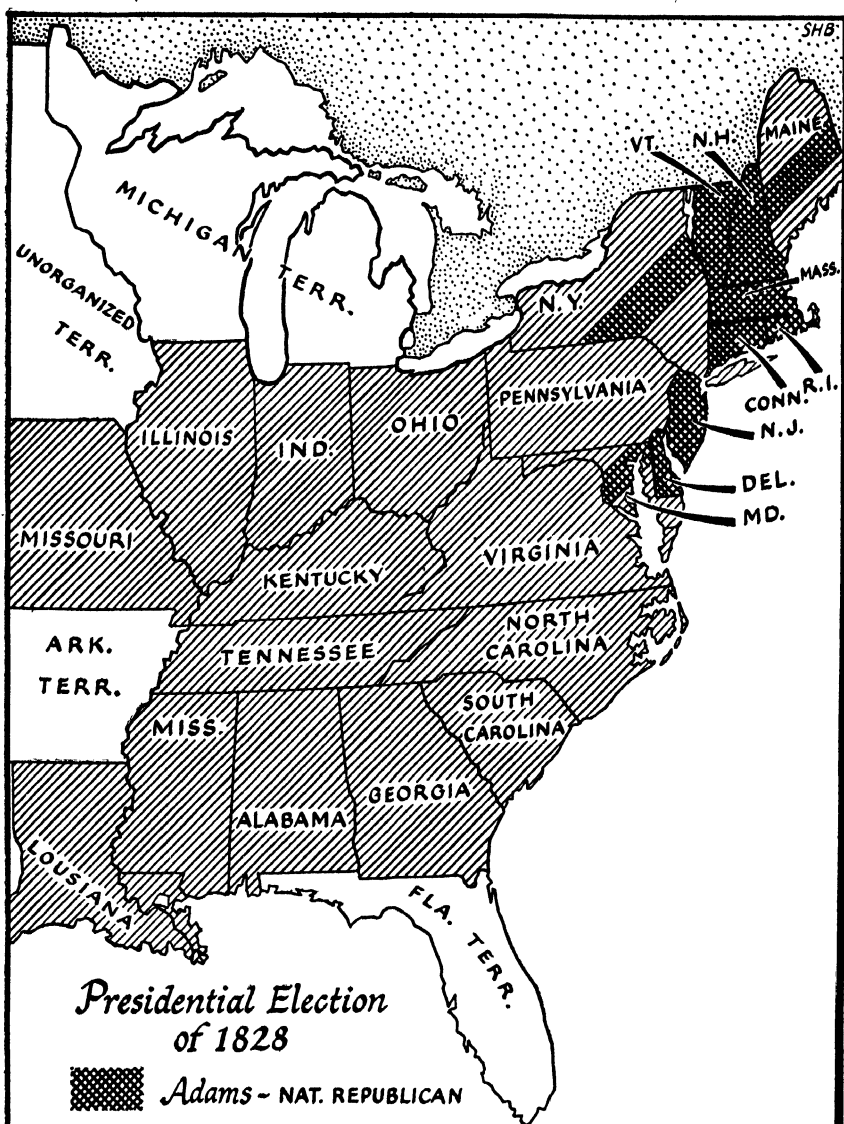 SHB
VT.
N.H.
MAINE
MICHIGAN TERR.
UNORGANIZED
TERR.
MASS.
N.Y.
R.I.
CONN.
PENNSYLVANIA
N.J.
ILLINOIS
IND.
OHIO
DEL.
MD.
MISSOURI
VIRGINIA
KENTUCKY
ARK.
TERR.
TENNESSEE
NORTH
CAROLINA
SOUTH
CAROLINA
MISS.
ALABAMA
GEORGIA
LOUSIANA
FLA. TERR.
Presidential Election
of 1828
Adams - NAT. REPUBLICAN